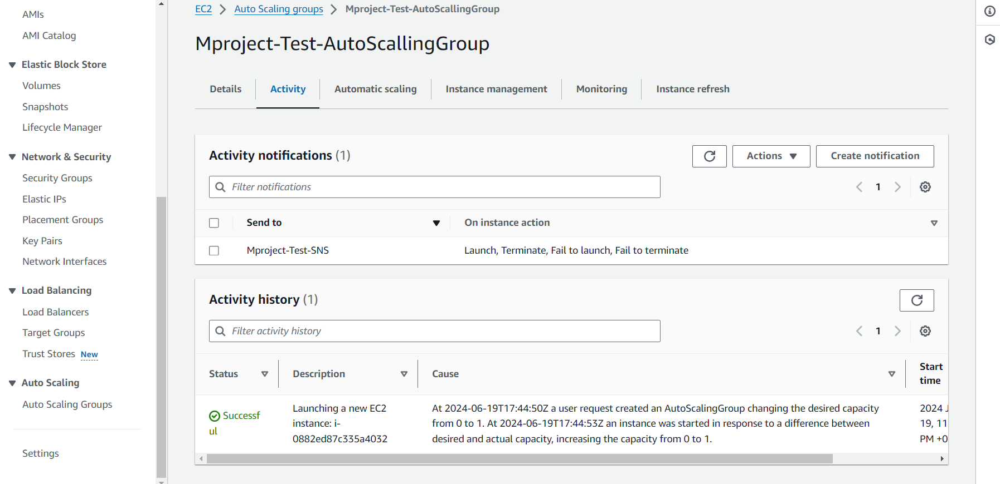 AMIs
AMI Catalog
Elastic Block Store
Volumes
Snapshots
Lifecycle Manager
Network & Security
Security Groups
Elastic IPs
Placement Groups
Key Pairs
Network Interfaces
Load Balancing
Load Balancers
Target Groups
Trust Stores New
Auto Scaling
Auto Scaling Groups
Settings
EC2 > Auto Scaling groups > Mproject-Test-AutoScallingGroup
Mproject-Test-AutoScallingGroup
Details Activity Automatic scaling Instance management Monitoring Instance refresh
Activity notifications (1)
Actions Create notification
Filter notifications
1
Send to On instance action
Mproject-Test-SNS Launch, Terminate, Fail to launch, Fail to terminate
Activity history (1)
Filter activity history
1
Status Description Cause Start
time
Successf
ul
Launching a new EC2
instance: i-
0882ed87c335a4032
At 2024-06-19T17:44:50Z a user request created an AutoScalingGroup changing the desired capacity
from 0 to 1. At 2024-06-19T17:44:53Z an instance was started in response to a difference between
desired and actual capacity, increasing the capacity from 0 to 1.
2024
19, 11
PM +0